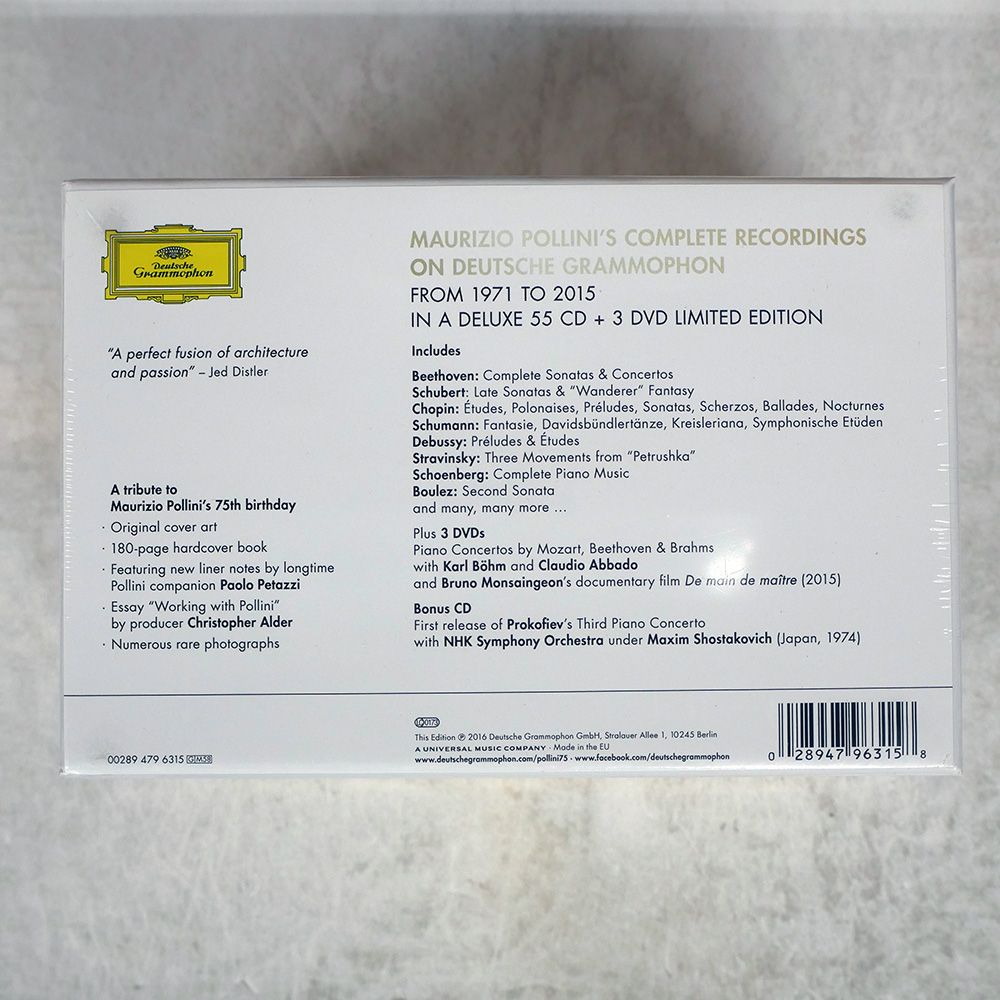 Deutsche
Grammophon
"A perfect fusion of architecture
and passion" – Jed Distler
A tribute to
Maurizio Pollini's 75th birthday
· Original cover art
· 180-page hardcover book
· Featuring new liner notes by longtime
Pollini companion Paolo Petazzi
· Essay "Working with Pollini"
by producer Christopher Alder
· Numerous rare photographs
MAURIZIO POLLINI'S COMPLETE RECORDINGS
ON DEUTSCHE GRAMMOPHON
FROM 1971 TO 2015
IN A DELUXE 55 CD + 3 DVD LIMITED EDITION
Includes
Beethoven: Complete Sonatas & Concertos
Schubert: Late Sonatas & "Wanderer" Fantasy
Chopin: Études, Polonaises, Préludes, Sonatas, Scherzos, Ballades, Nocturnes
Schumann: Fantasie, Davidsbündlertänze, Kreisleriana, Symphonische Etüden
Debussy: Préludes & Études
Stravinsky: Three Movements from "Petrushka"
Schoenberg: Complete Piano Music
Boulez: Second Sonata
and many, many more ...
Plus 3 DVDs
Piano Concertos by Mozart, Beethoven & Brahms
with Karl Böhm and Claudio Abbado
and Bruno Monsaingeon's documentary film De main de maître (2015)
Bonus CD
First release of Prokofiev's Third Piano Concerto
with NHK Symphony Orchestra under Maxim Shostakovich (Japan, 1974)
00289 479 6315 GIM58
LC 0173
This Edition ℗ 2016 Deutsche Grammophon GmbH, Stralauer Allee 1, 10245 Berlin
A UNIVERSAL MUSIC COMPANY · Made in the EU
www.deutschegrammophon.com/pollini75 · www.facebook.com/deutschegrammophon
0 28947 96315 8